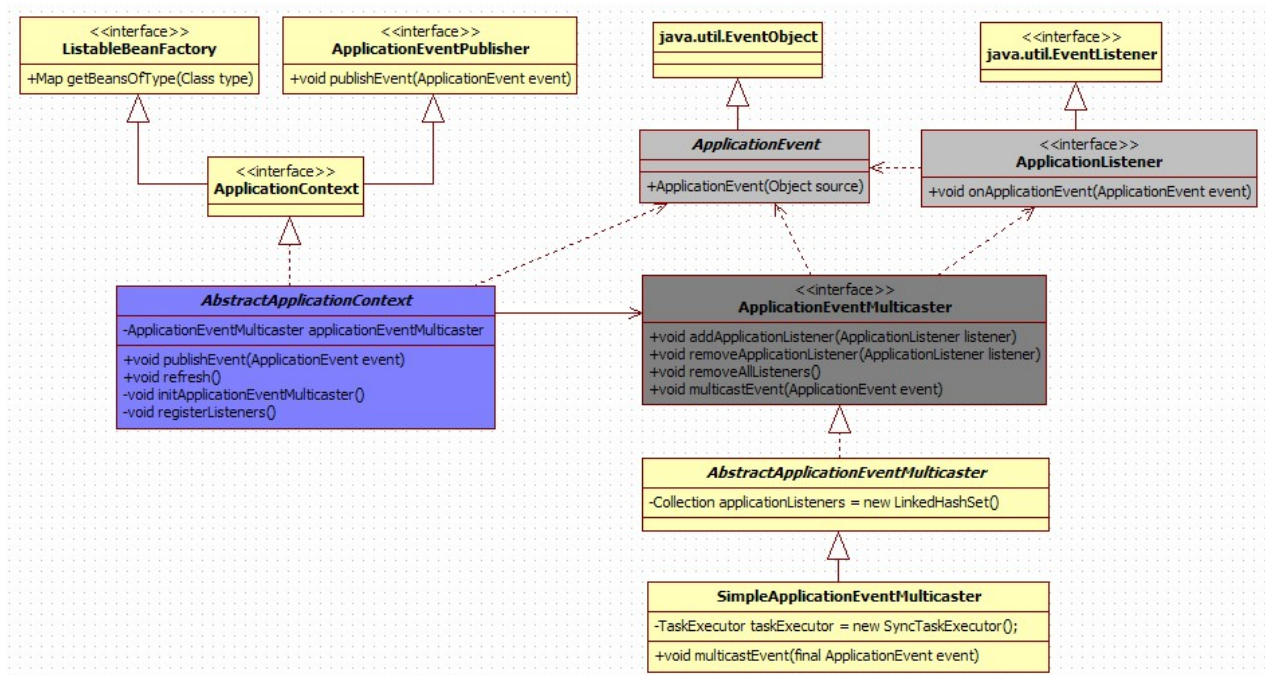 <<interface>>
ListableBeanFactory
+Map getBeansOfType(Class type)
<<interface>>
ApplicationEventPublisher
+void publishEvent(ApplicationEvent event)
java.util.EventObject
<<interface>>
java.util.EventListener
<<interface>>
ApplicationContext
ApplicationEvent
+ApplicationEvent(Object source)
<<interface>>
ApplicationListener
+void onApplicationEvent(ApplicationEvent event)
AbstractApplicationContext
-ApplicationEventMulticaster applicationEventMulticaster
+void publishEvent(ApplicationEvent event)
+void refresh()
-void initApplicationEventMulticaster()
-void registerListeners()
<<interface>>
ApplicationEventMulticaster
+void addApplicationListener(ApplicationListener listener)
+void removeApplicationListener(ApplicationListener listener)
+void removeAllListeners()
+void multicastEvent(ApplicationEvent event)
AbstractApplicationEventMulticaster
-Collection applicationListeners = new LinkedHashSet()
SimpleApplicationEventMulticaster
-TaskExecutor taskExecutor = new SyncTaskExecutor();
+void multicastEvent(final ApplicationEvent event)